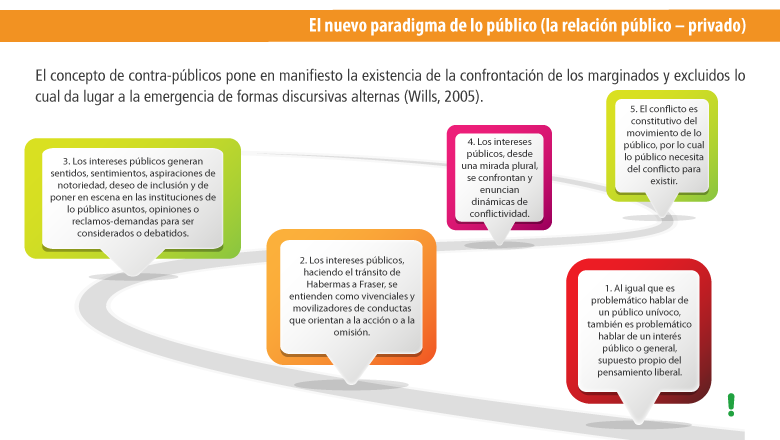 El nuevo paradigma de lo público (la relación público – privado)
El concepto de contra-públicos pone en manifiesto la existencia de la confrontación de los marginados y excluidos lo
cual da lugar a la emergencia de formas discursivas alternas (Wills, 2005).
1. Al igual que es
problemático hablar de
un público unívoco,
también es problemático
hablar de un interés
público o general,
supuesto propio del
pensamiento liberal.
2. Los intereses públicos,
haciendo el tránsito de
Habermas a Fraser, se
entienden como vivenciales y
movilizadores de conductas
que orientan a la acción o a la
omisión.
3. Los intereses públicos generan
sentidos, sentimientos, aspiraciones de
notoriedad, deseo de inclusión y de
poner en escena en las instituciones de
lo público asuntos, opiniones o
reclamos-demandas para ser
considerados o debatidos.
4. Los intereses
públicos, desde
una mirada plural,
se confrontan y
enuncian
dinámicas de
conflictividad.
5. El conflicto es
constitutivo del
movimiento de lo
público, por lo cual
lo público necesita
del conflicto para
existir.
!